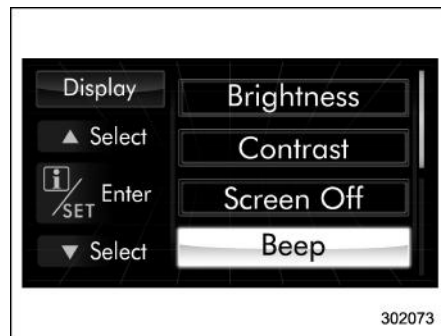 Display
Brightness
▲ Select
Contrast
i/SET Enter
Screen Off
▼ Select
Beep
302073